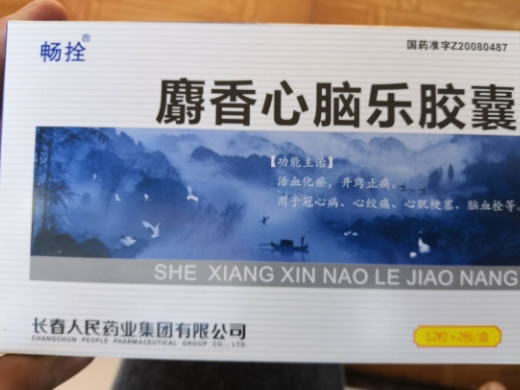 畅拴®
国药准字Z20080487
麝香心脑乐胶囊
【功能主治】
活血化瘀,开窍止痛。
用于冠心病、心绞痛、心肌梗塞、脑血栓等。
SHE XIANG XIN NAO LE JIAO NANG
长春人民药业集团有限公司
CHANGCHUN PEOPLE PHARMACEUTICAL GROUP CO., LTD.
12粒×2板/盒